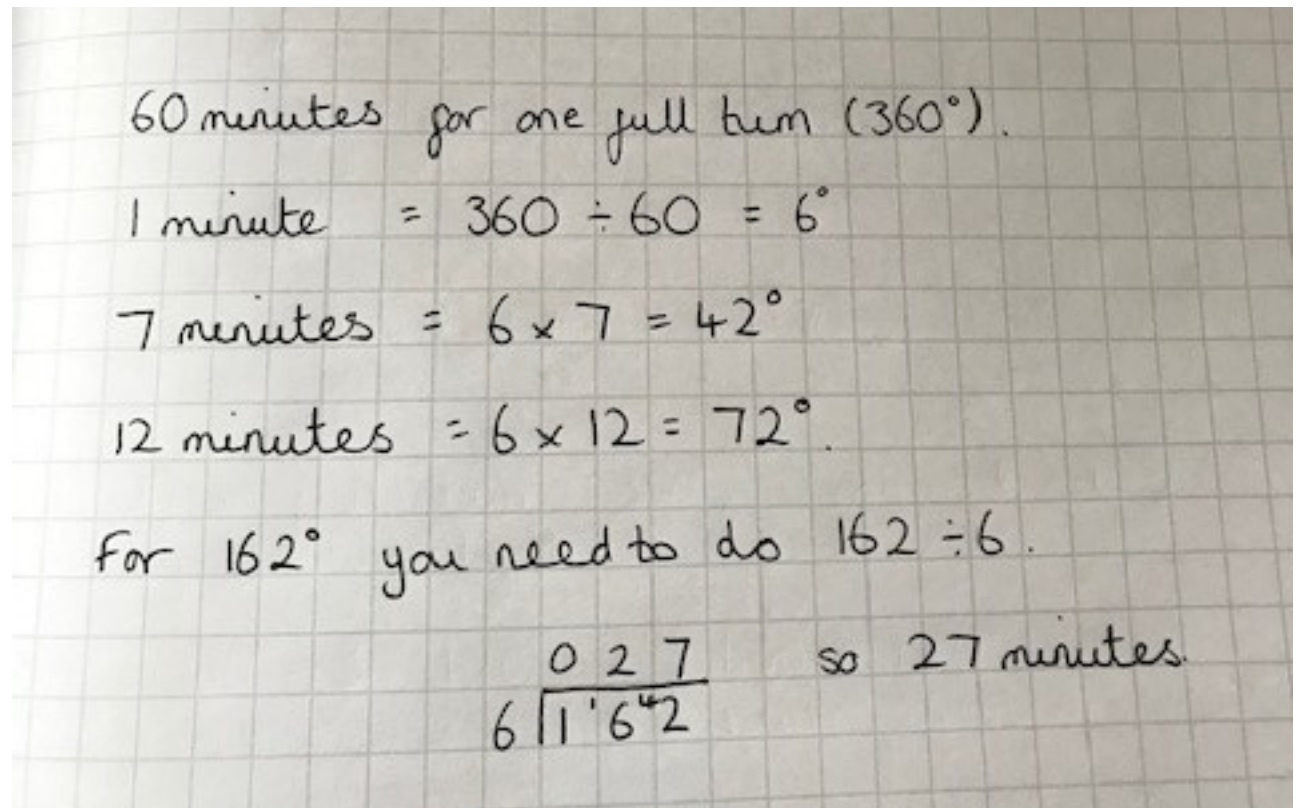 60 minutes for one full turn (360°).
1 minute = 360 ÷ 60 = 6°
7 minutes = 6 × 7 = 42°
12 minutes = 6 × 12 = 72°.
For 162° you need to do 162 ÷ 6.
0 2 7 so 27 minutes.
6 1 ¹6 ⁴2